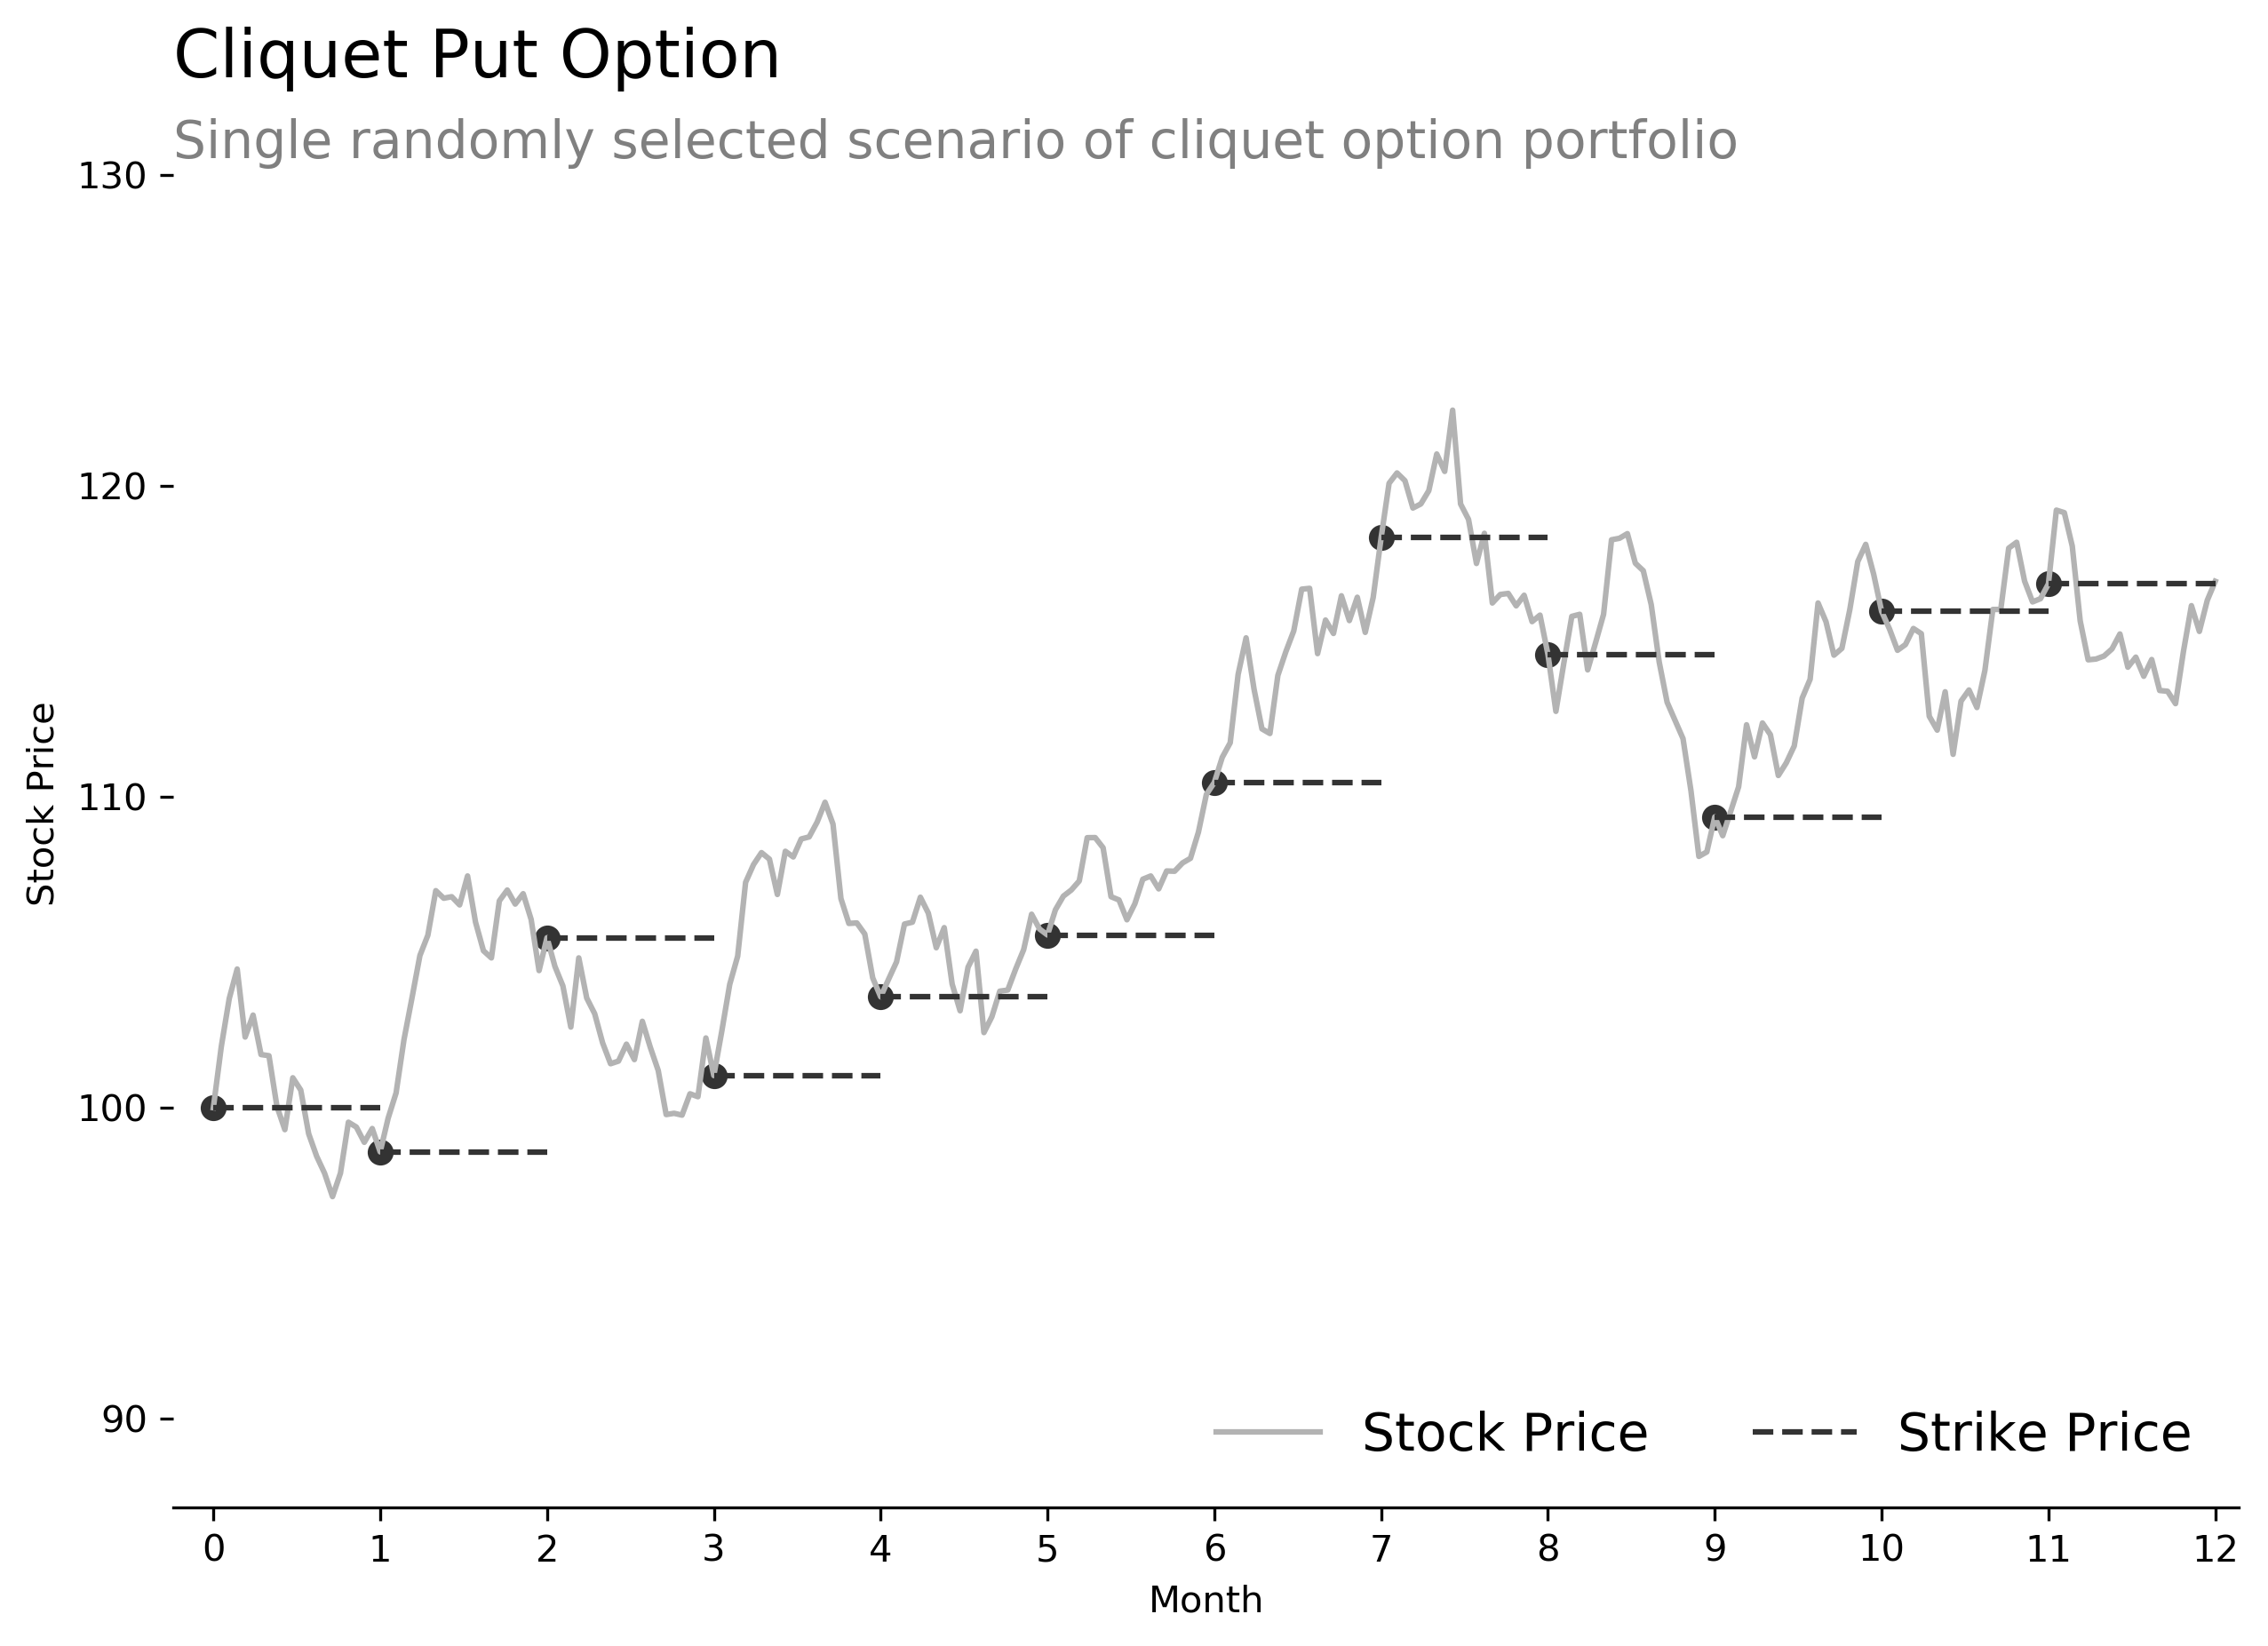 Cliquet Put Option
Single randomly selected scenario of cliquet option portfolio
130
120
110
100
90
Stock Price
Stock Price
Strike Price
0 1 2 3 4 5 6 7 8 9 10 11 12
Month